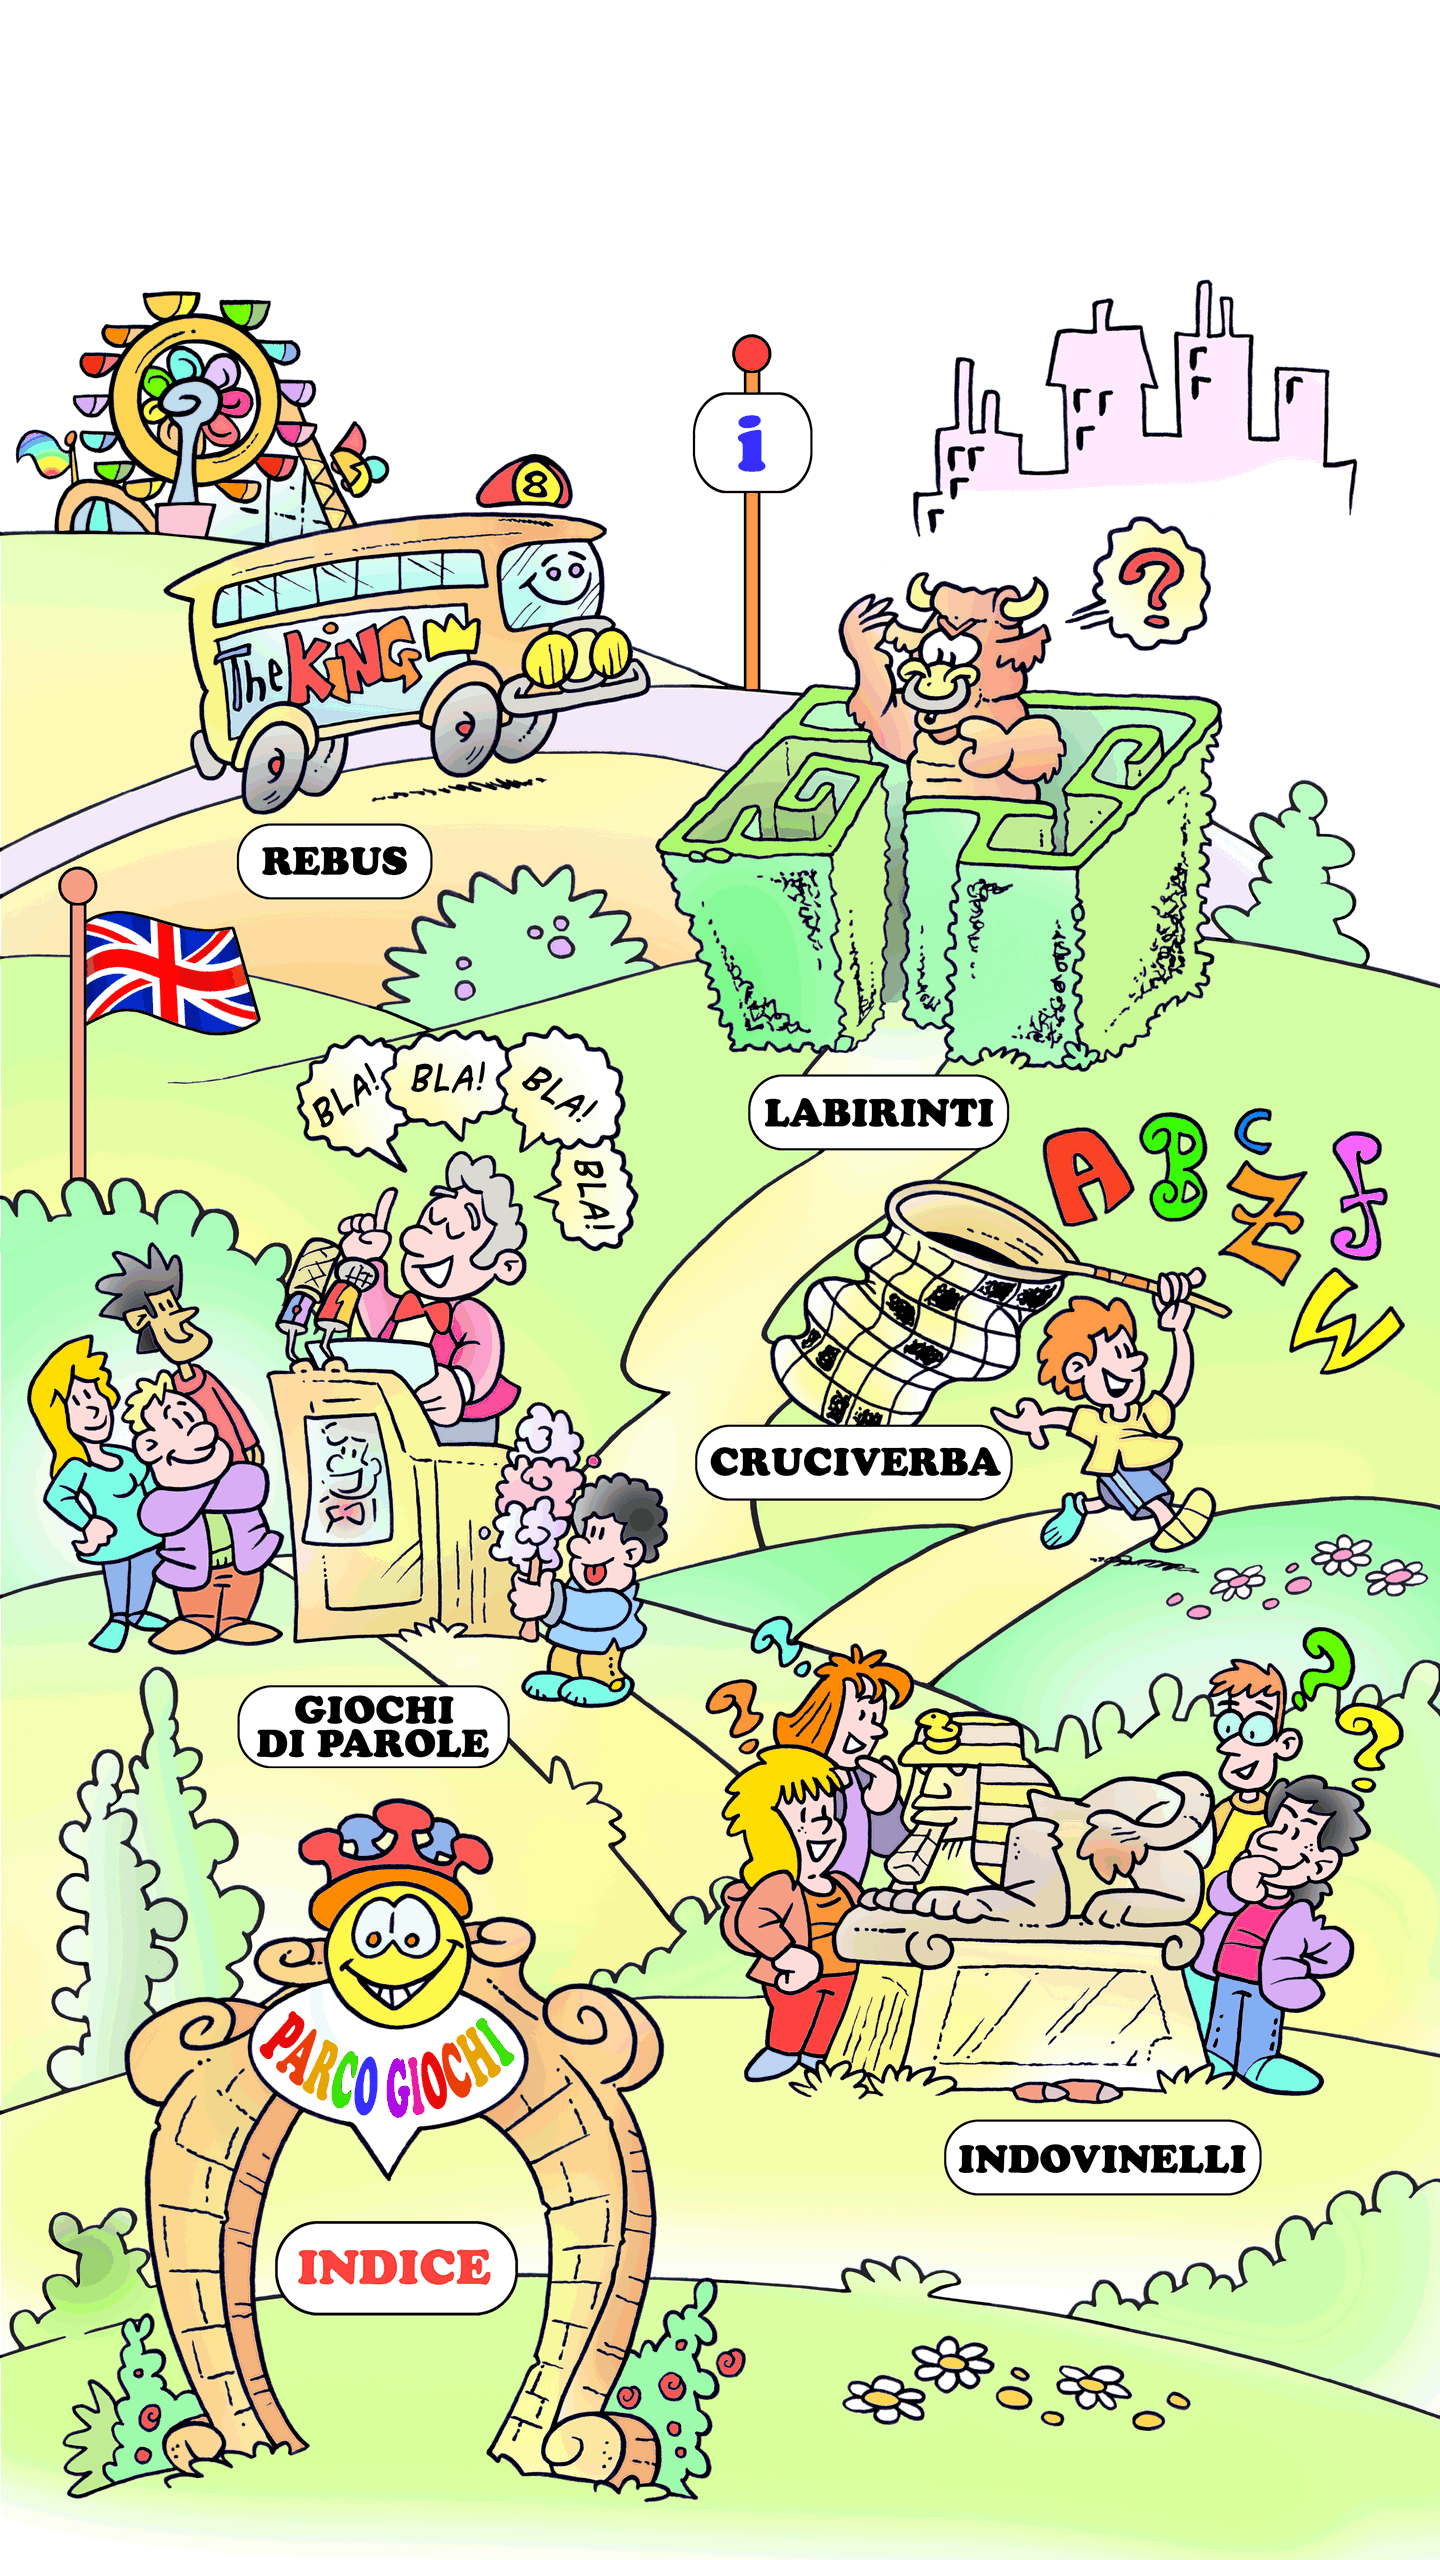 i
8
The KiNG
?
REBUS
BLA!
BLA!
BLA!
BLA!
LABIRINTI
A B C Z f W
CRUCIVERBA
GIOCHI
DI PAROLE
? ? ? ?
PARCO GIOCHI
INDOVINELLI
INDICE